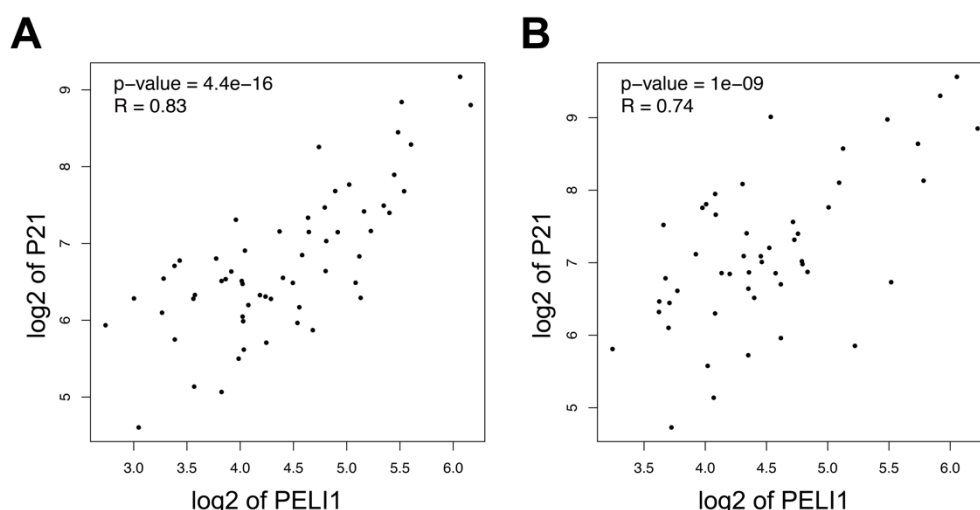 A
p−value = 4.4e−16
R = 0.83
log2 of P21
9
8
7
6
5
3.0 3.5 4.0 4.5 5.0 5.5 6.0
log2 of PELI1
B
p−value = 1e−09
R = 0.74
log2 of P21
9
8
7
6
5
3.5 4.0 4.5 5.0 5.5 6.0
log2 of PELI1